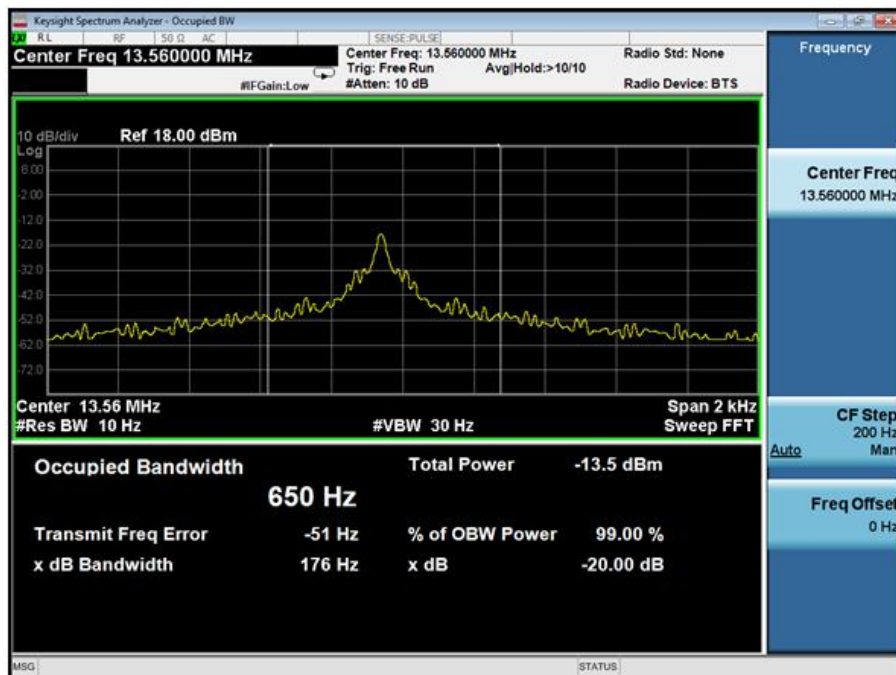 Keysight Spectrum Analyzer - Occupied BW
LXI RL RF 50 Ω AC SENSE:PULSE
Center Freq 13.560000 MHz
Center Freq: 13.560000 MHz Radio Std: None
Trig: Free Run Avg|Hold:>10/10
#IFGain:Low #Atten: 10 dB Radio Device: BTS
10 dB/div Ref 18.00 dBm
Log
8.00
-2.00
-12.0
-22.0
-32.0
-42.0
-52.0
-62.0
-72.0
Center 13.56 MHz Span 2 kHz
#Res BW 10 Hz #VBW 30 Hz Sweep FFT
Occupied Bandwidth Total Power -13.5 dBm
650 Hz
Transmit Freq Error -51 Hz % of OBW Power 99.00 %
x dB Bandwidth 176 Hz x dB -20.00 dB
MSG STATUS
Frequency
Center Freq
13.560000 MHz
CF Step
200 Hz
Auto Man
Freq Offset
0 Hz